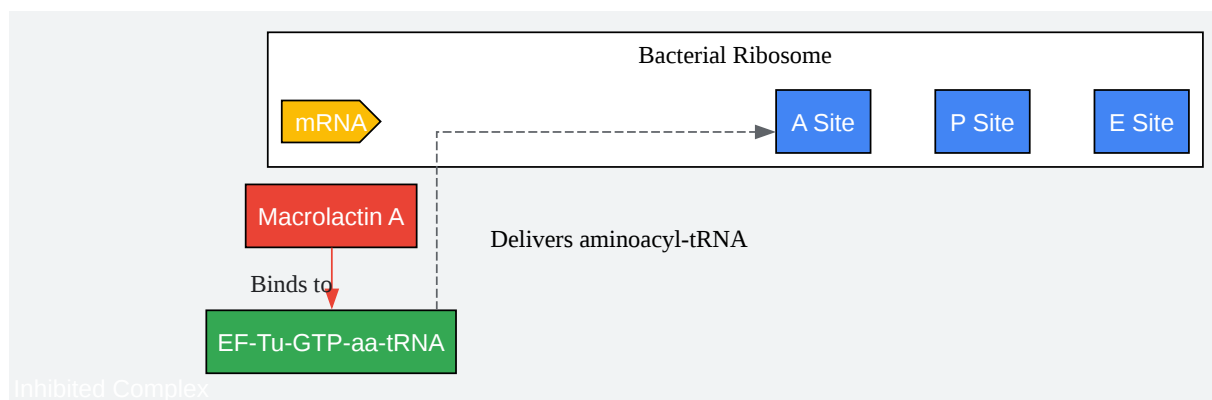 Bacterial Ribosome
mRNA
A Site
P Site
E Site
Macrolactin A
Delivers aminoacyl-tRNA
Binds to
EF-Tu-GTP-aa-tRNA
Inhibited Complex